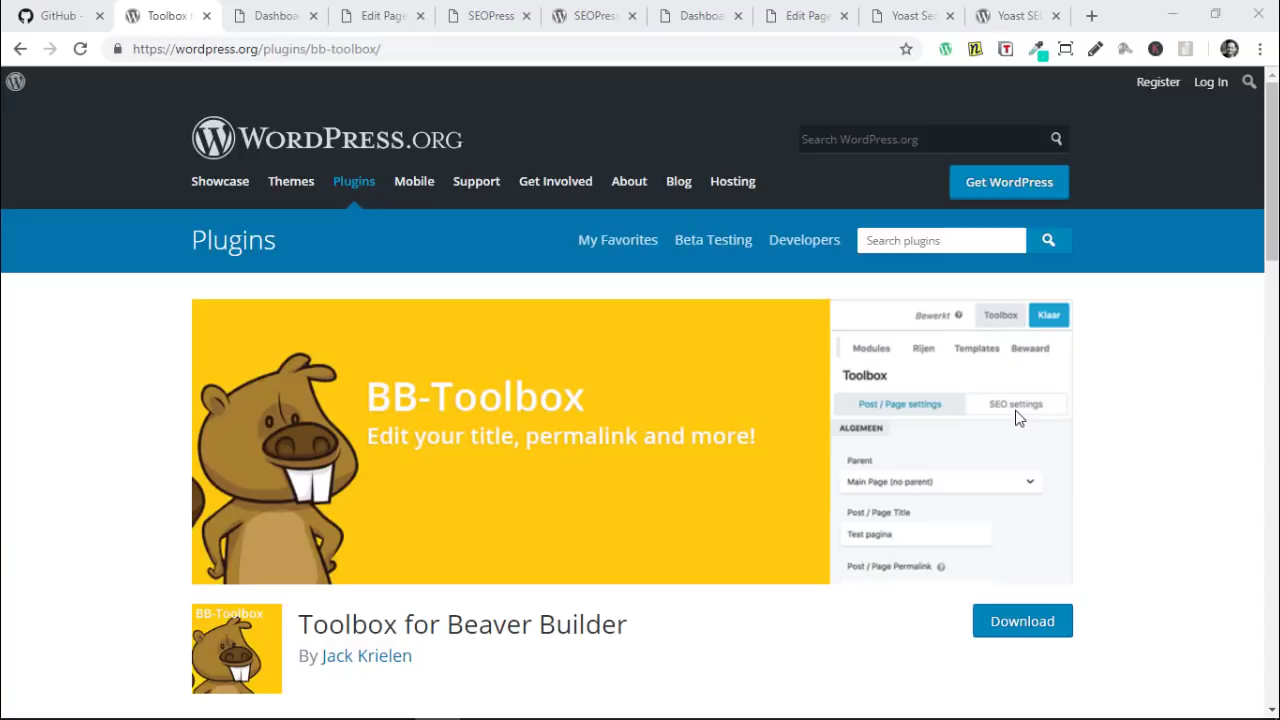 GitHub -
Toolbox f
Dashboa
Edit Page
SEOPress
SEOPres
Dashboa
Edit Page
Yoast Se
Yoast SE
https://wordpress.org/plugins/bb-toolbox/
Register Log In
WORDPRESS.ORG
Search WordPress.org
Showcase Themes Plugins Mobile Support Get Involved About Blog Hosting
Get WordPress
Plugins
My Favorites Beta Testing Developers
Search plugins
Bewerkt Toolbox Klaar
Modules Rijen Templates Bewaard
Toolbox
Post / Page settings SEO settings
ALGEMEEN
Parent
Main Page (no parent)
Post / Page Title
Test pagina
Post / Page Permalink
BB-Toolbox
Edit your title, permalink and more!
BB-Toolbox
Toolbox for Beaver Builder
By Jack Krielen
Download